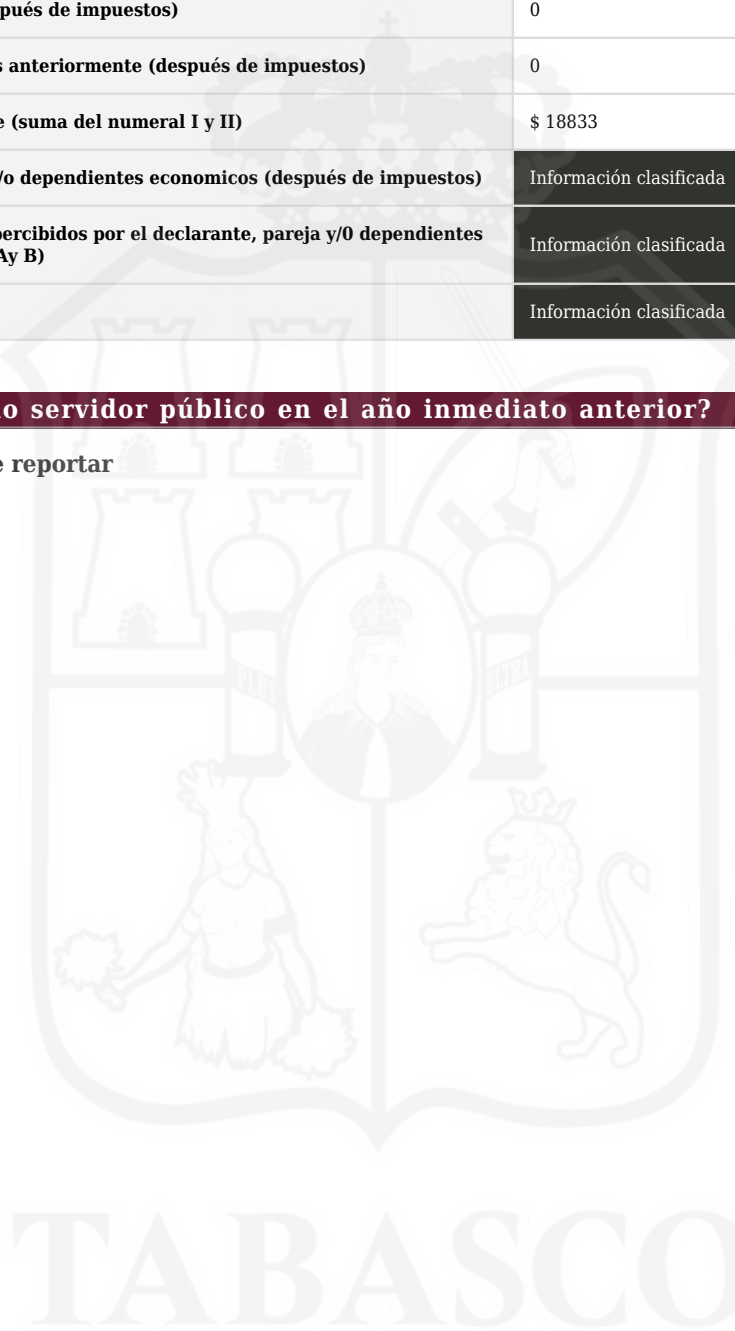 pués de impuestos)
0
s anteriormente (después de impuestos)
0
e (suma del numeral I y II)
$ 18833
/o dependientes economicos (después de impuestos)
Información clasificada
percibidos por el declarante, pareja y/0 dependientes
Ay B)
Información clasificada
Información clasificada
o servidor público en el año inmediato anterior?
e reportar
PLUS
ULTRA
TABASCO